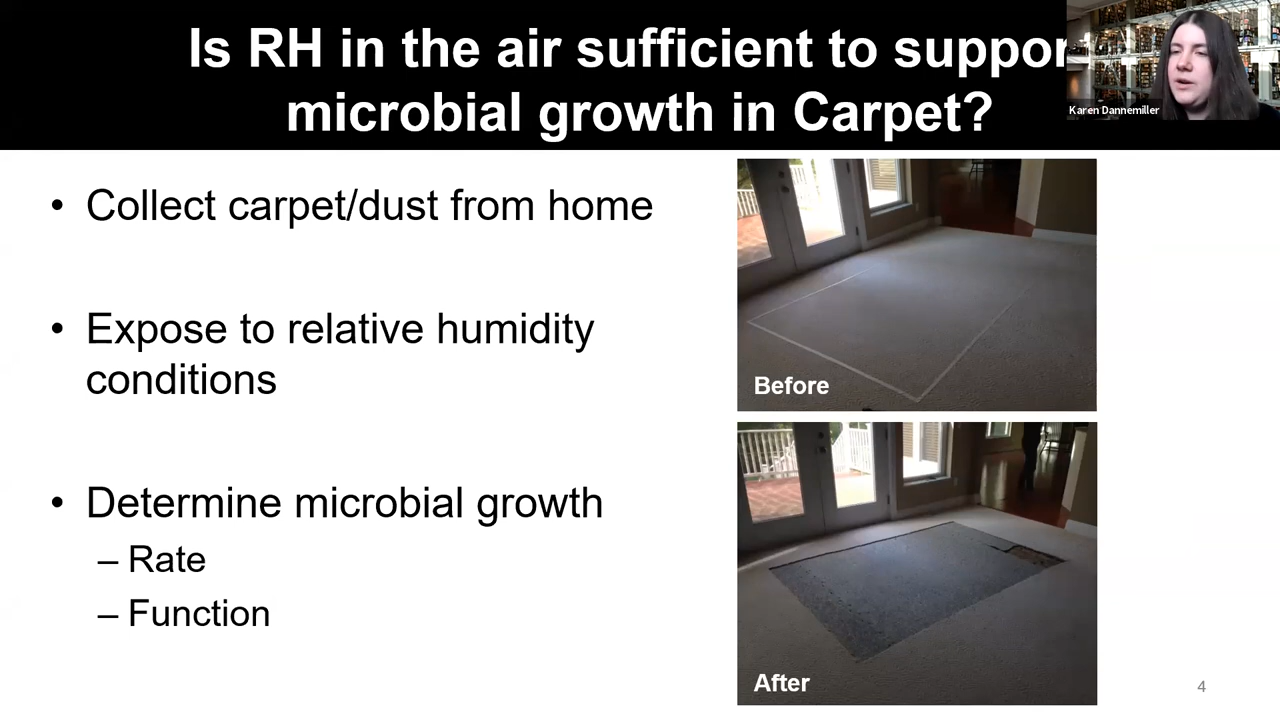 Is RH in the air sufficient to suppor
microbial growth in Carpet?
Karen Dannemiller
• Collect carpet/dust from home
• Expose to relative humidity
conditions
• Determine microbial growth
– Rate
– Function
Before
After
4